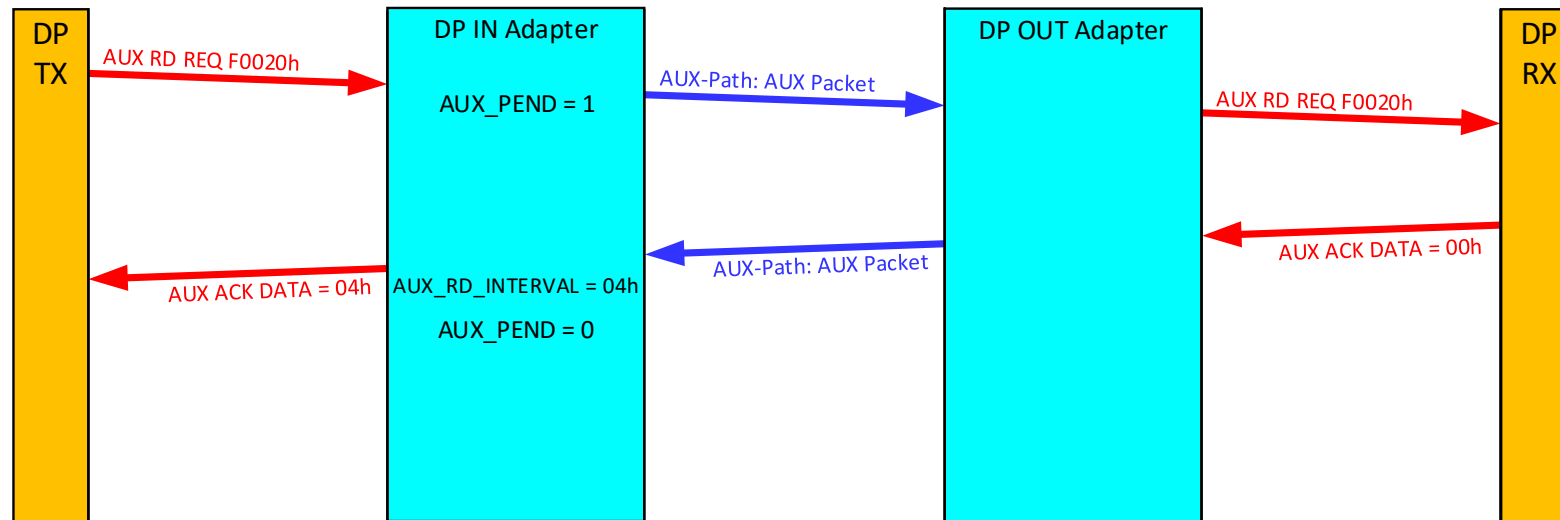 DP
TX
AUX RD REQ F0020h
DP IN Adapter
AUX_PEND = 1
AUX-Path: AUX Packet
DP OUT Adapter
AUX RD REQ F0020h
DP
RX
AUX ACK DATA = 00h
AUX-Path: AUX Packet
AUX_RD_INTERVAL = 04h
AUX ACK DATA = 04h
AUX_PEND = 0